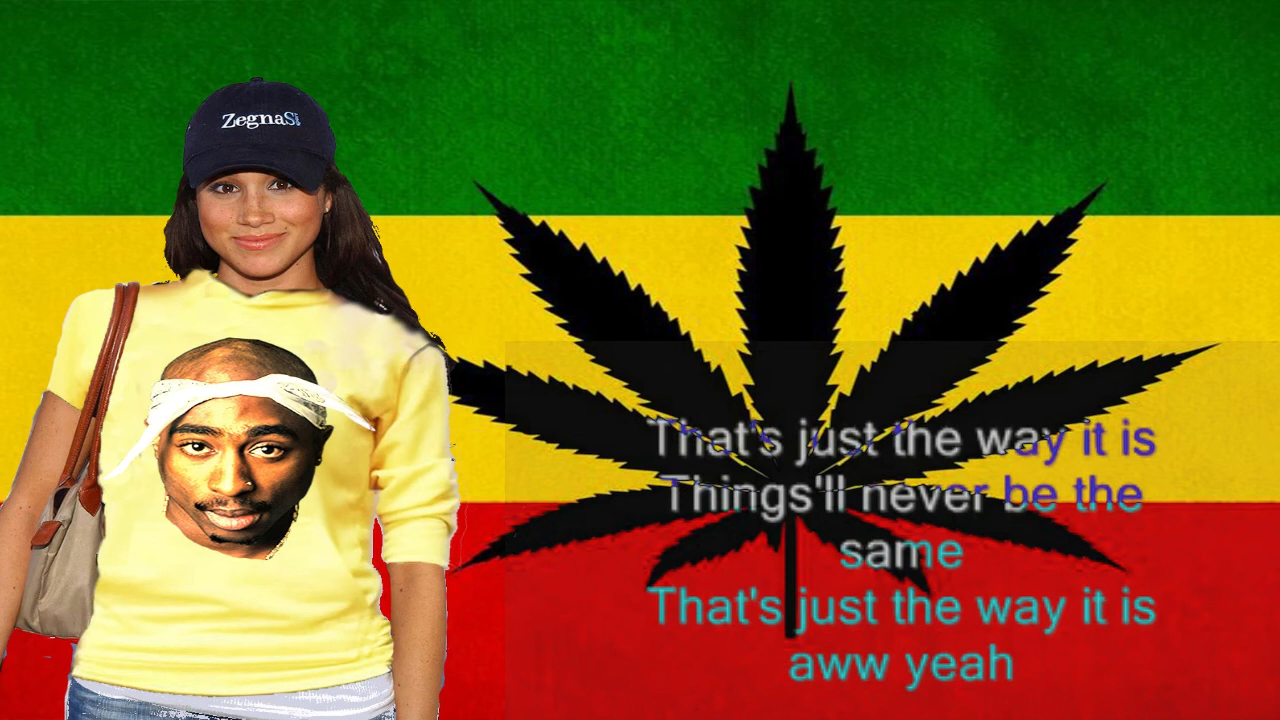 ZegnaSport
That's just the way it is
Things'll never be the
same
That's just the way it is
aww yeah